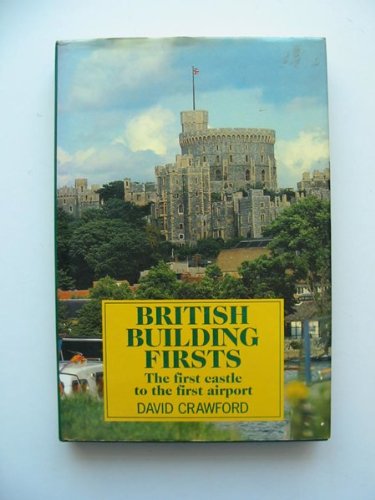 BRITISH
BUILDING
FIRSTS
The first castle
to the first airport
DAVID CRAWFORD